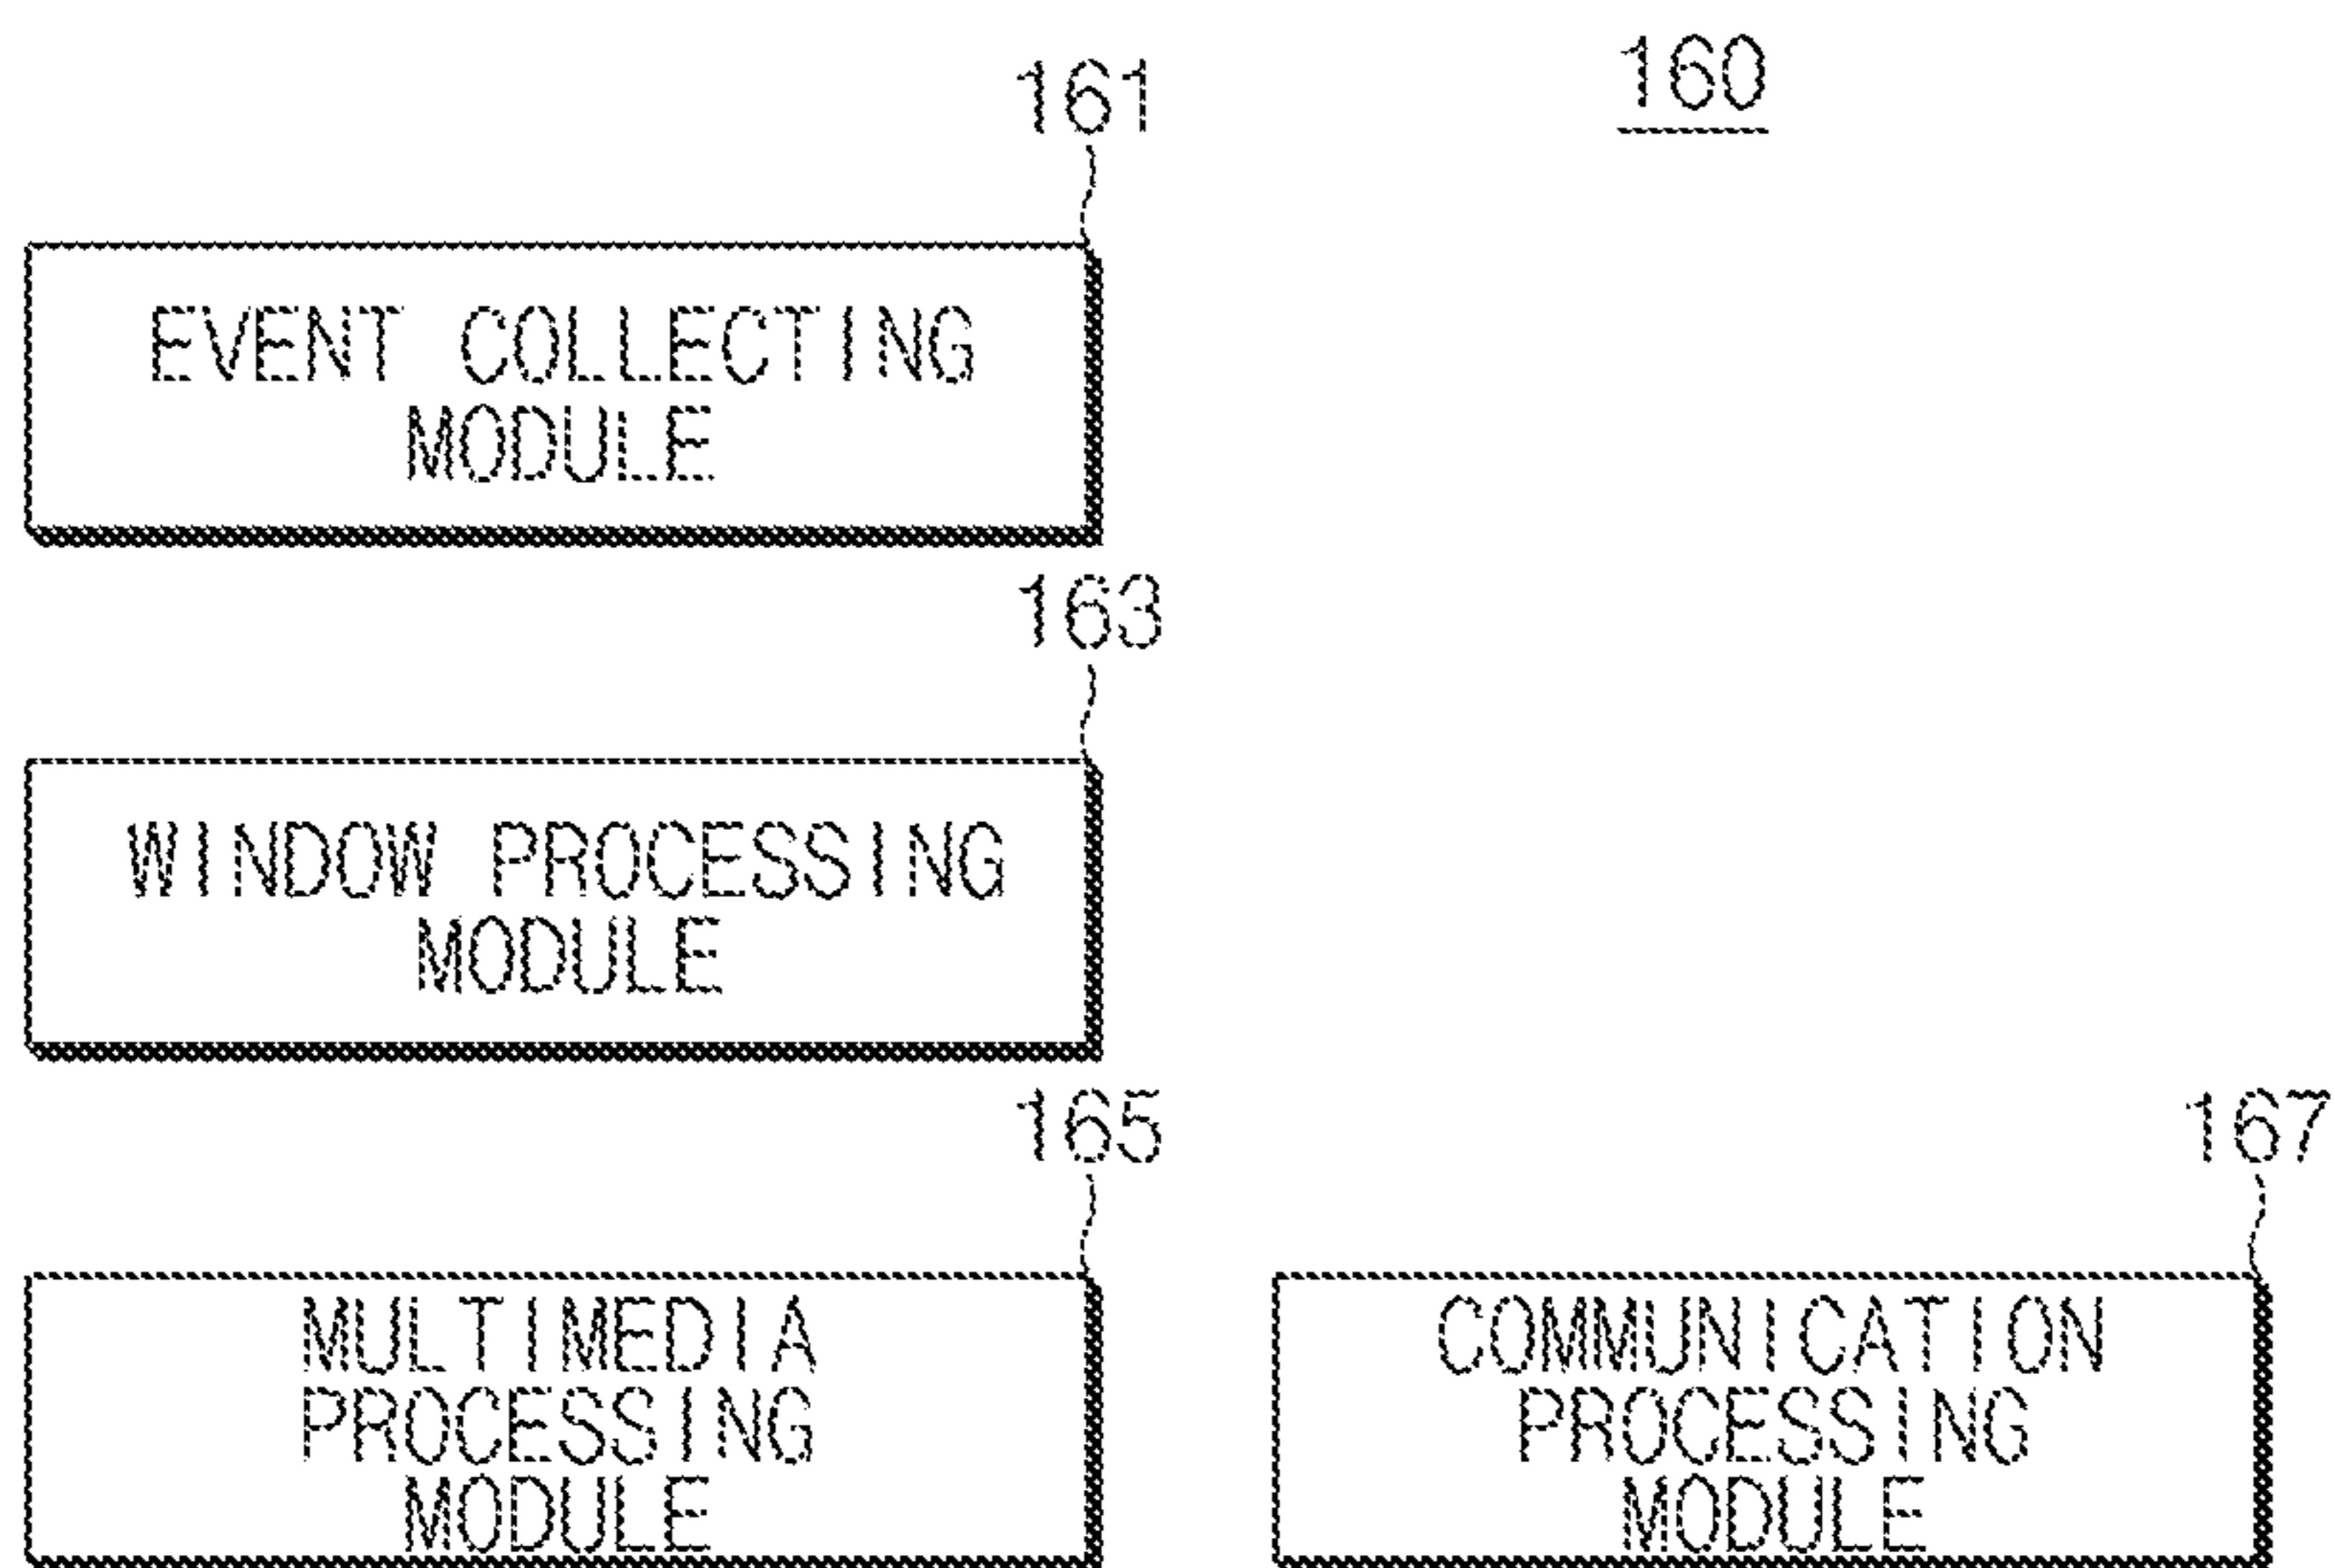 161
160
EVENT COLLECTING
MODULE
163
WINDOW PROCESSING
MODULE
165
167
MULTIMEDIA
PROCESSING
MODULE
COMMUNICATION
PROCESSING
MODULE